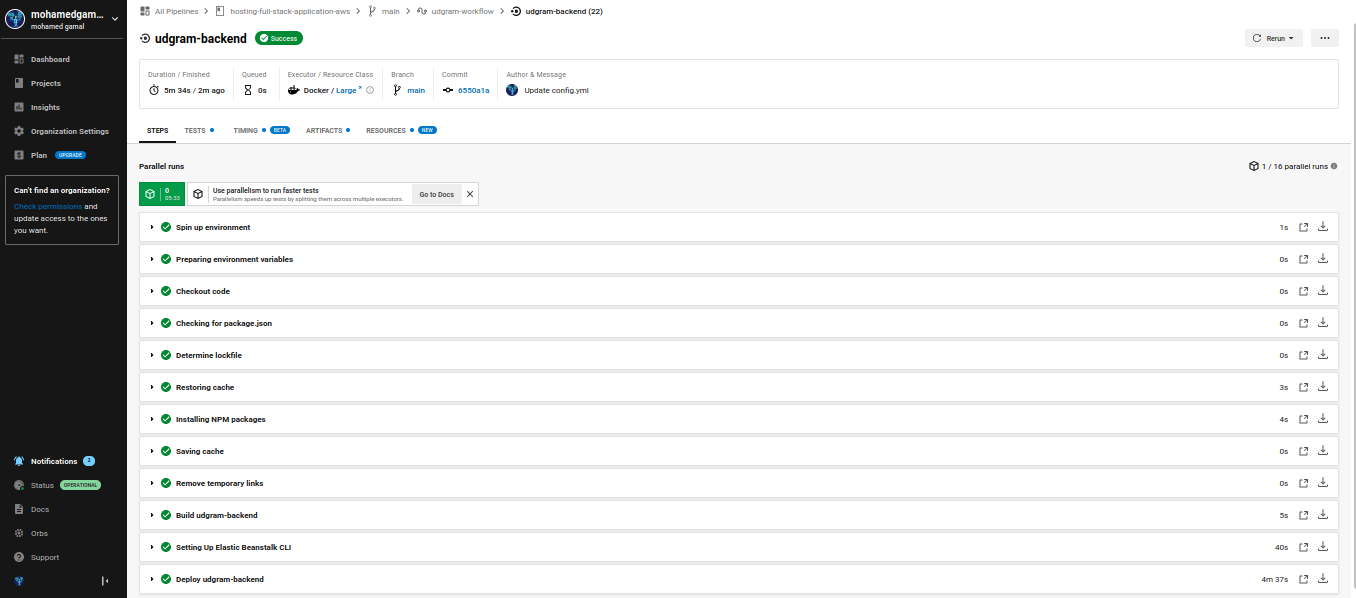 mohamedgam...
mohamed gamal
Dashboard
Projects
Insights
Organization Settings
Plan UPGRADE
Can't find an organization?
Check permissions and
update access to the ones
you want.
Notifications 3
Status OPERATIONAL
Docs
Orbs
Support
All Pipelines > hosting-full-stack-application-aws > main > udgram-workflow > udgram-backend (22)
udgram-backend Success
Rerun
Duration / Finished
5m 34s / 2m ago
Queued
0s
Executor / Resource Class
Docker / Large
Branch
main
Commit
6550a1a
Author & Message
Update config.yml
STEPS TESTS TIMING BETA ARTIFACTS RESOURCES NEW
Parallel runs
1 / 16 parallel runs
0
05:33
Use parallelism to run faster tests
Parallelism speeds up tests by splitting them across multiple executors.
Go to Docs
Spin up environment 1s
Preparing environment variables 0s
Checkout code 0s
Checking for package.json 0s
Determine lockfile 0s
Restoring cache 3s
Installing NPM packages 4s
Saving cache 0s
Remove temporary links 0s
Build udgram-backend 5s
Setting Up Elastic Beanstalk CLI 40s
Deploy udgram-backend 4m 37s